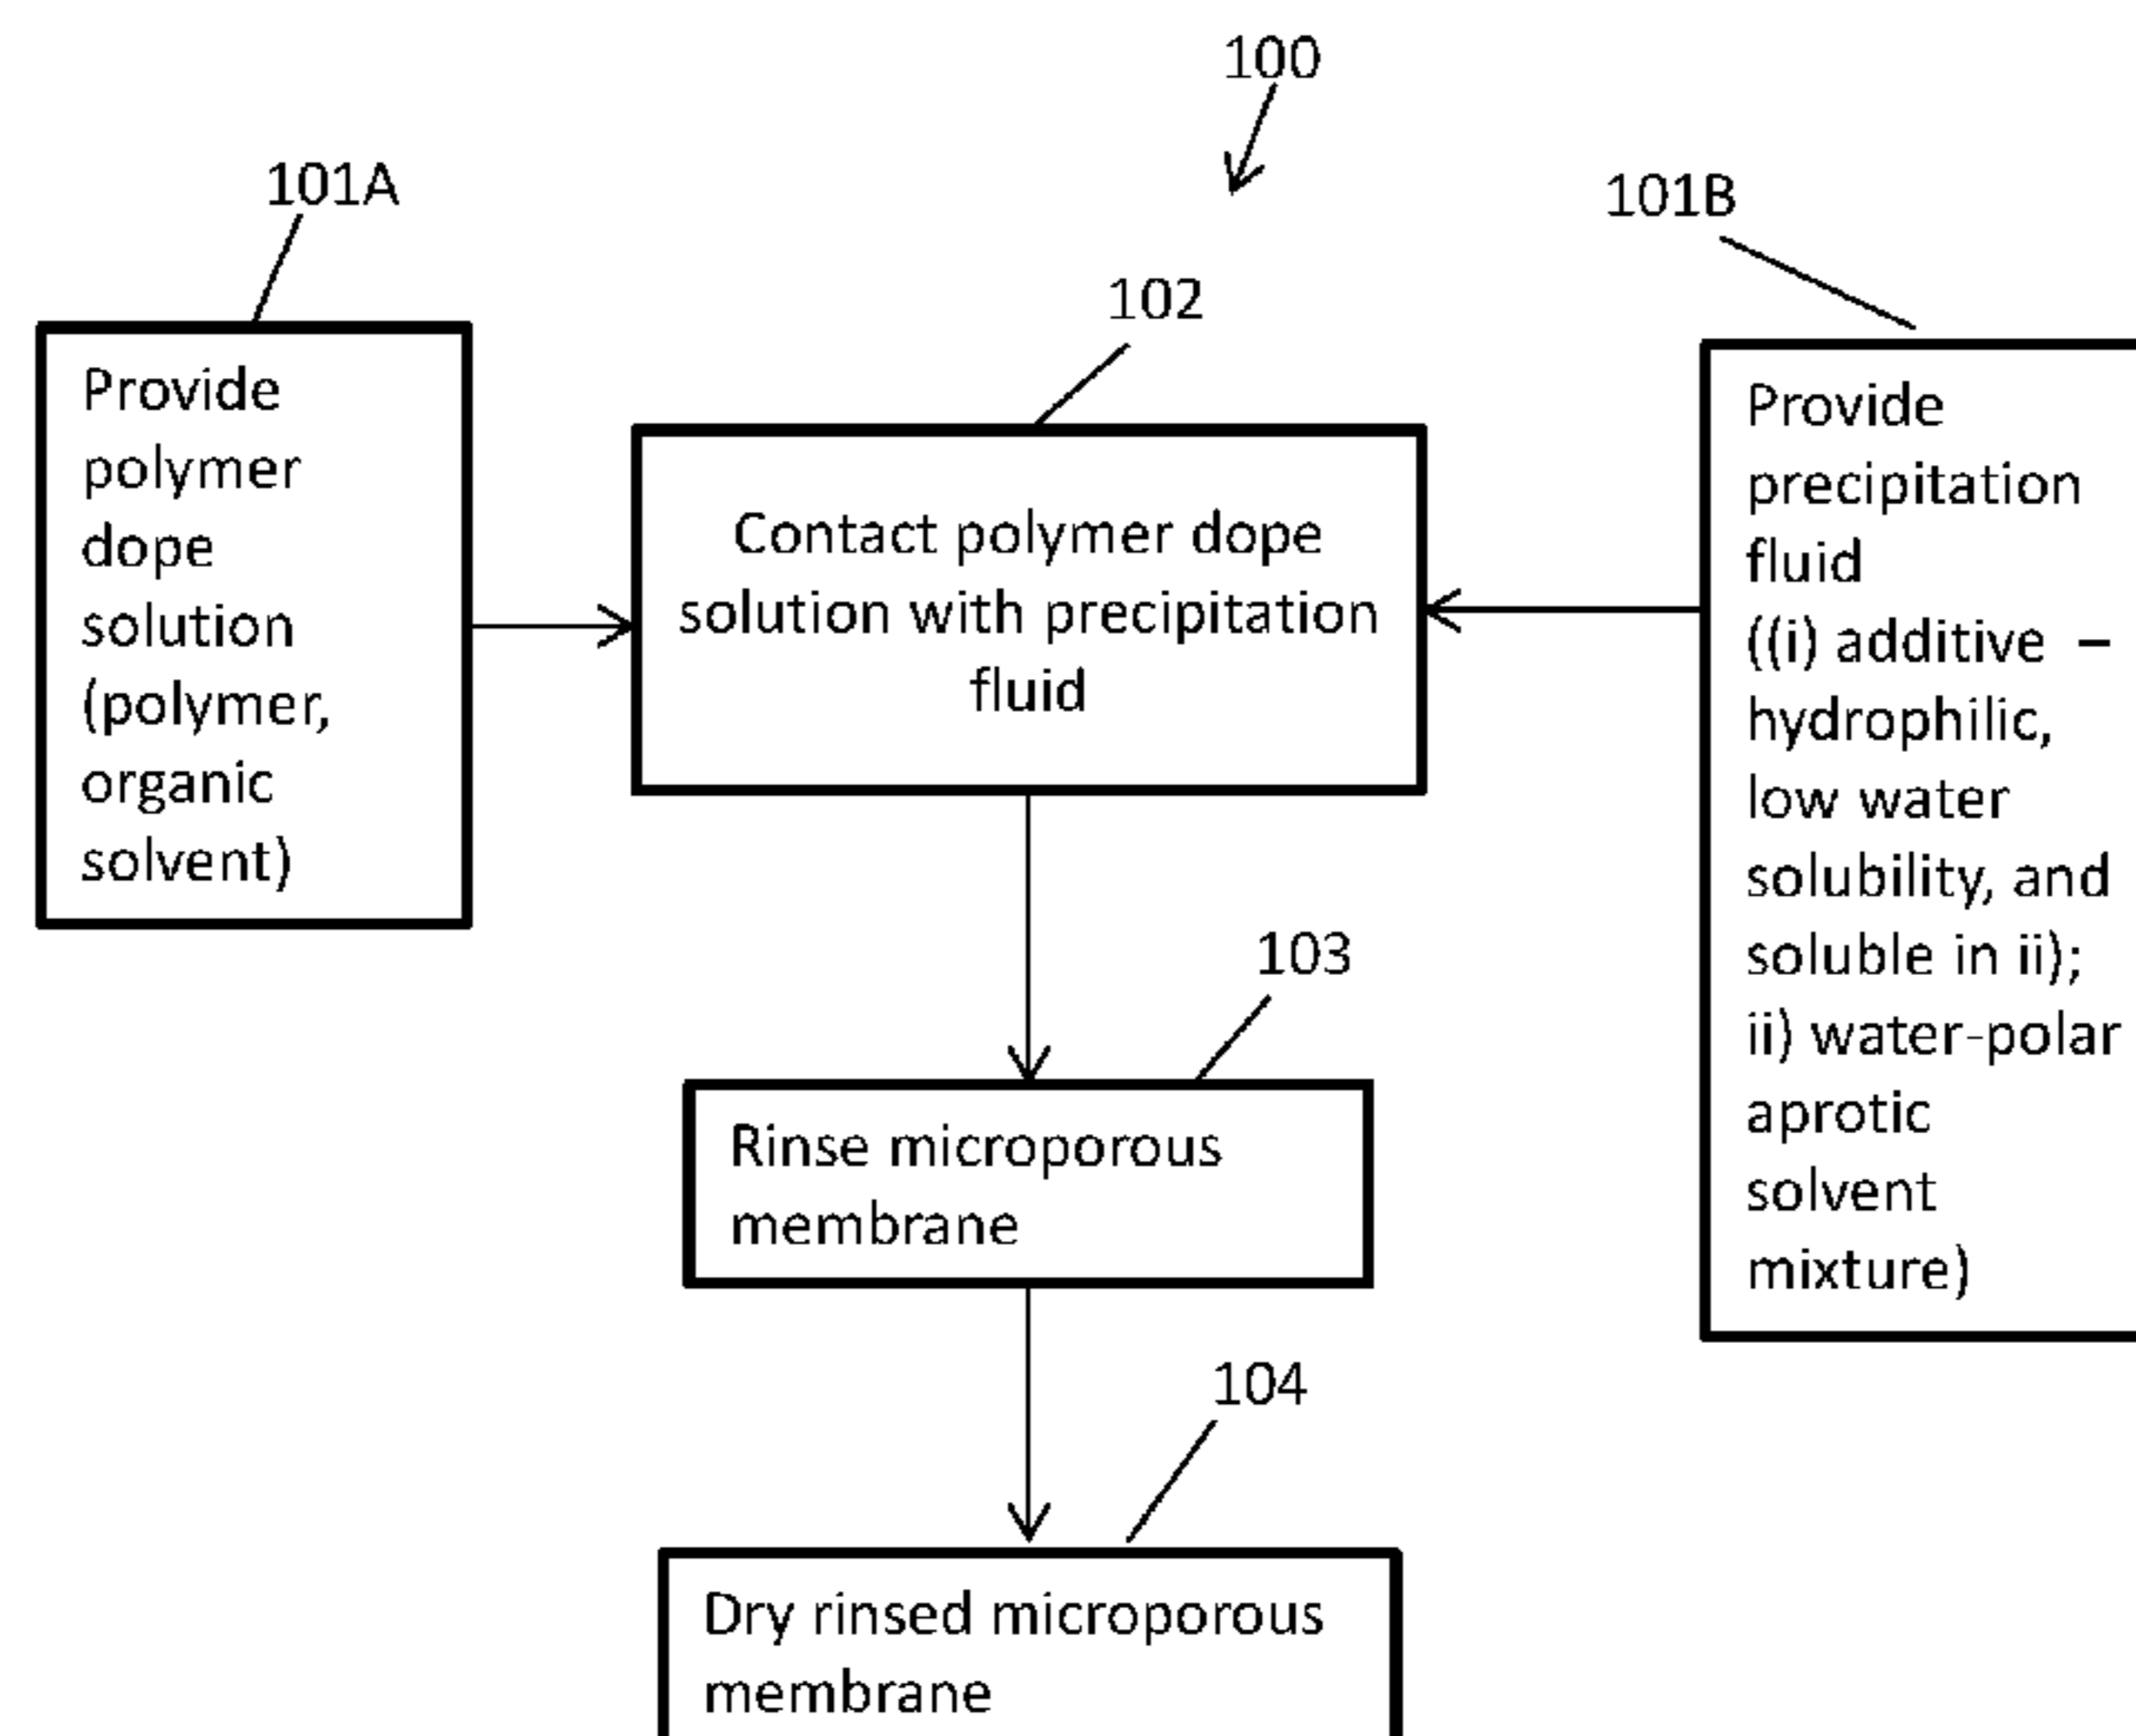 100
101A
101B
102
Provide
polymer
dope
solution
(polymer,
organic
solvent)
Contact polymer dope
solution with precipitation
fluid
Provide
precipitation
fluid
((i) additive –
hydrophilic,
low water
solubility, and
soluble in ii);
ii) water-polar
aprotic
solvent
mixture)
103
Rinse microporous
membrane
104
Dry rinsed microporous
membrane